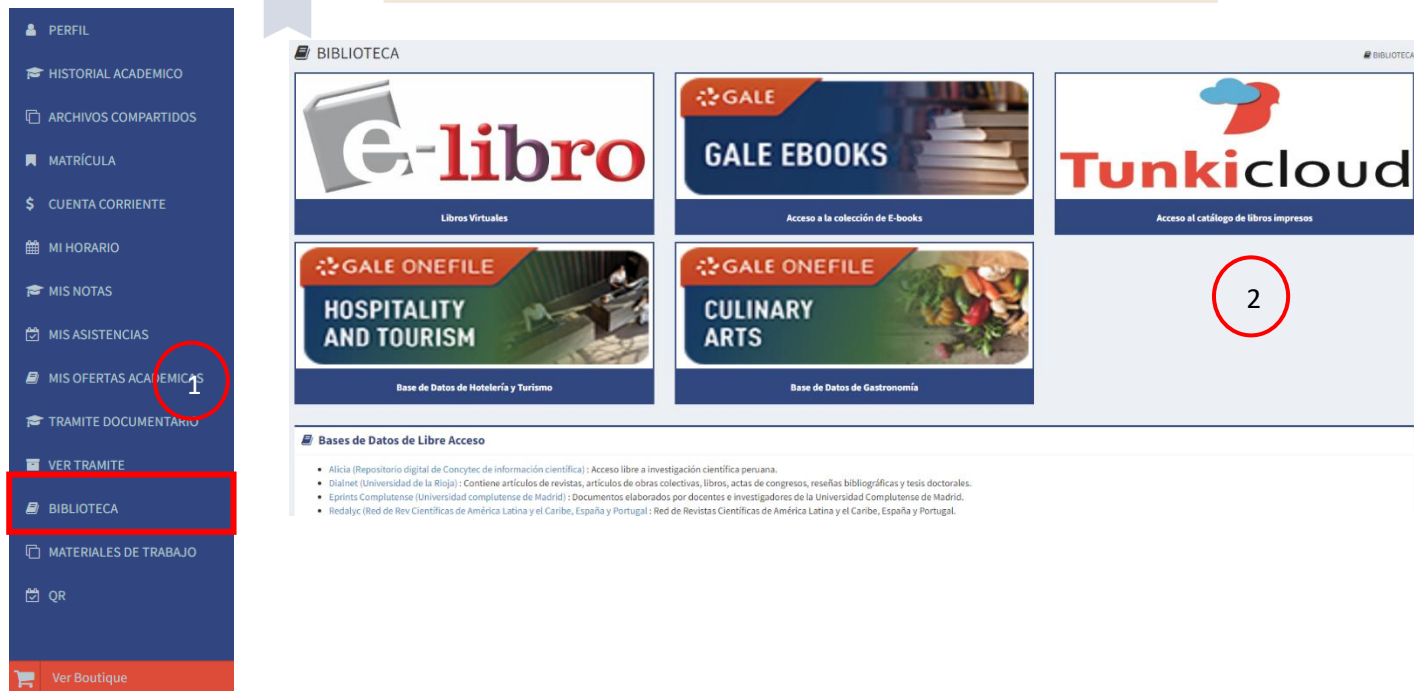 PERFIL
HISTORIAL ACADEMICO
ARCHIVOS COMPARTIDOS
MATRÍCULA
$ CUENTA CORRIENTE
MI HORARIO
MIS NOTAS
MIS ASISTENCIAS
MIS OFERTAS ACADEMICAS
1
TRAMITE DOCUMENTARIO
VER TRAMITE
BIBLIOTECA
MATERIALES DE TRABAJO
QR
Ver Boutique
BIBLIOTECA
BIBLIOTECA
e-libro
Libros Virtuales
GALE
GALE EBOOKS
Acceso a la colección de E-books
Tunkicloud
Acceso al catálogo de libros impresos
GALE ONEFILE
HOSPITALITY
AND TOURISM
Base de Datos de Hotelería y Turismo
GALE ONEFILE
CULINARY
ARTS
Base de Datos de Gastronomía
2
Bases de Datos de Libre Acceso
• Alicia (Repositorio digital de Concytec de información científica) : Acceso libre a investigación científica peruana.
• Dialnet (Universidad de la Rioja) : Contiene artículos de revistas, artículos de obras colectivas, libros, actas de congresos, reseñas bibliográficas y tesis doctorales.
• Eprints Complutense (Universidad complutense de Madrid) : Documentos elaborados por docentes e investigadores de la Universidad Complutense de Madrid.
• Redalyc (Red de Rev Científicas de América Latina y el Caribe, España y Portugal : Red de Revistas Científicas de América Latina y el Caribe, España y Portugal.